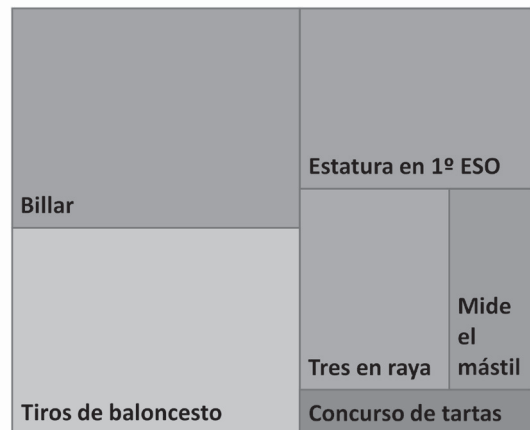 Billar
Estatura en 1º ESO
Tiros de baloncesto
Tres en raya
Mide
el
mástil
Concurso de tartas